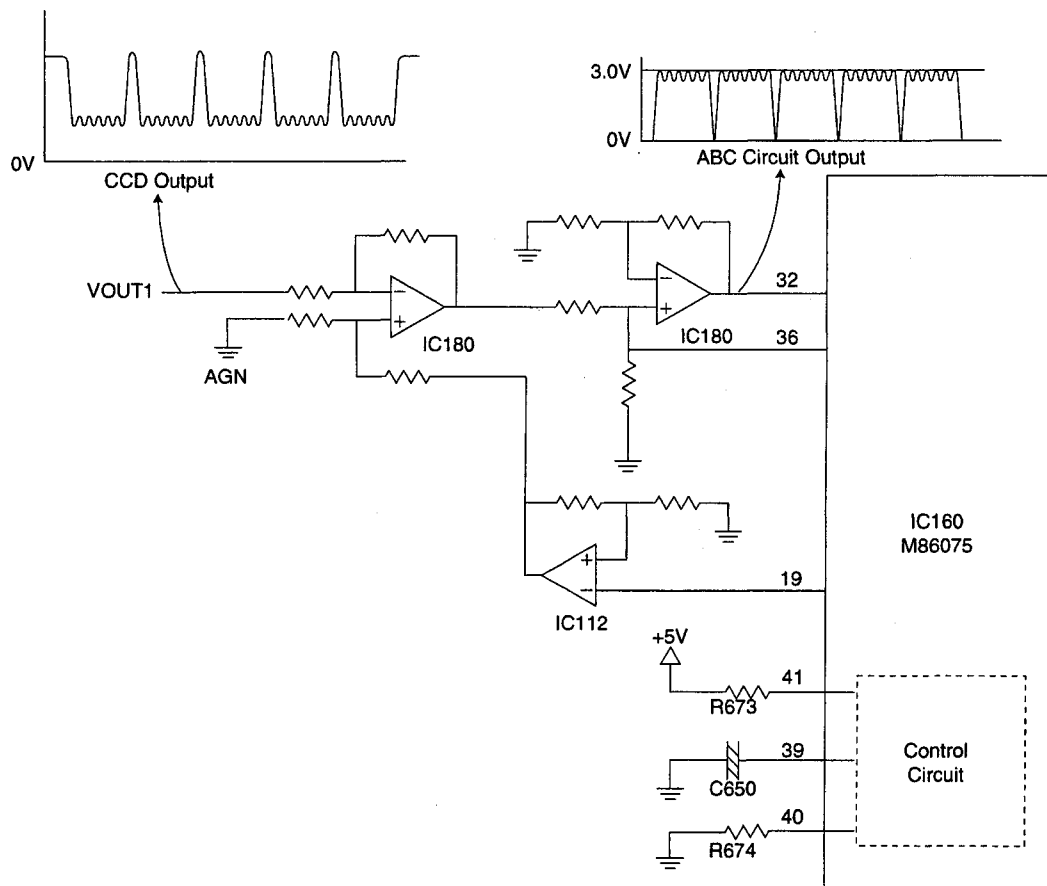 3.0V
0V
ABC Circuit Output
0V
CCD Output
VOUT1
−
+
IC180
AGN
−
+
IC180
32
36
IC160
M86075
+
−
IC112
19
+5V
41
R673
39
C650
40
R674
Control
Circuit